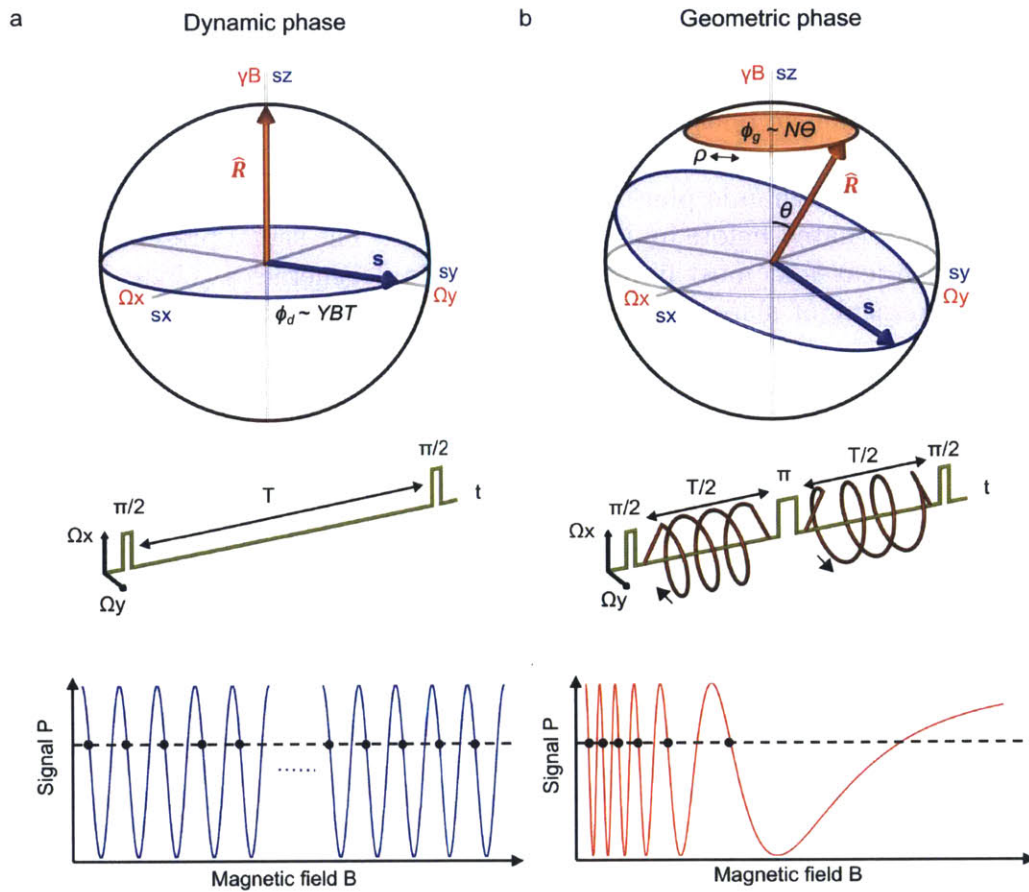 a
Dynamic phase
γB sz
R̂
s
Ωx
sx
sy
Ωy
ϕd ~ γBT
π/2
T
π/2
t
Ωx
Ωy
Signal P
......
Magnetic field B
b
Geometric phase
γB sz
ϕg ~ NΘ
ρ
R̂
θ
s
Ωx
sx
sy
Ωy
π/2
T/2
π
T/2
π/2
t
Ωx
Ωy
Signal P
Magnetic field B